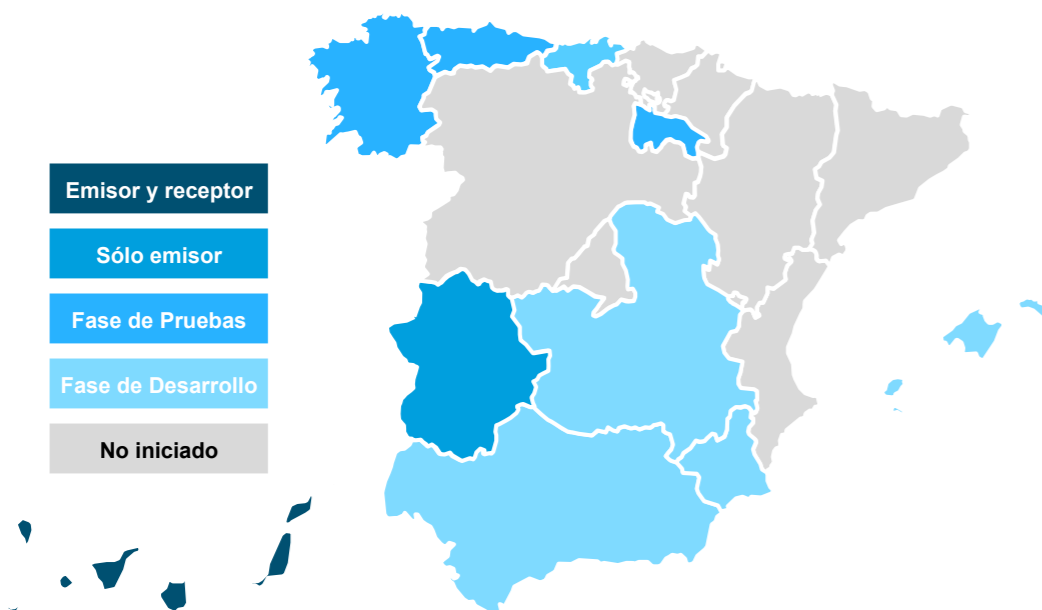 Emisor y receptor
Sólo emisor
Fase de Pruebas
Fase de Desarrollo
No iniciado